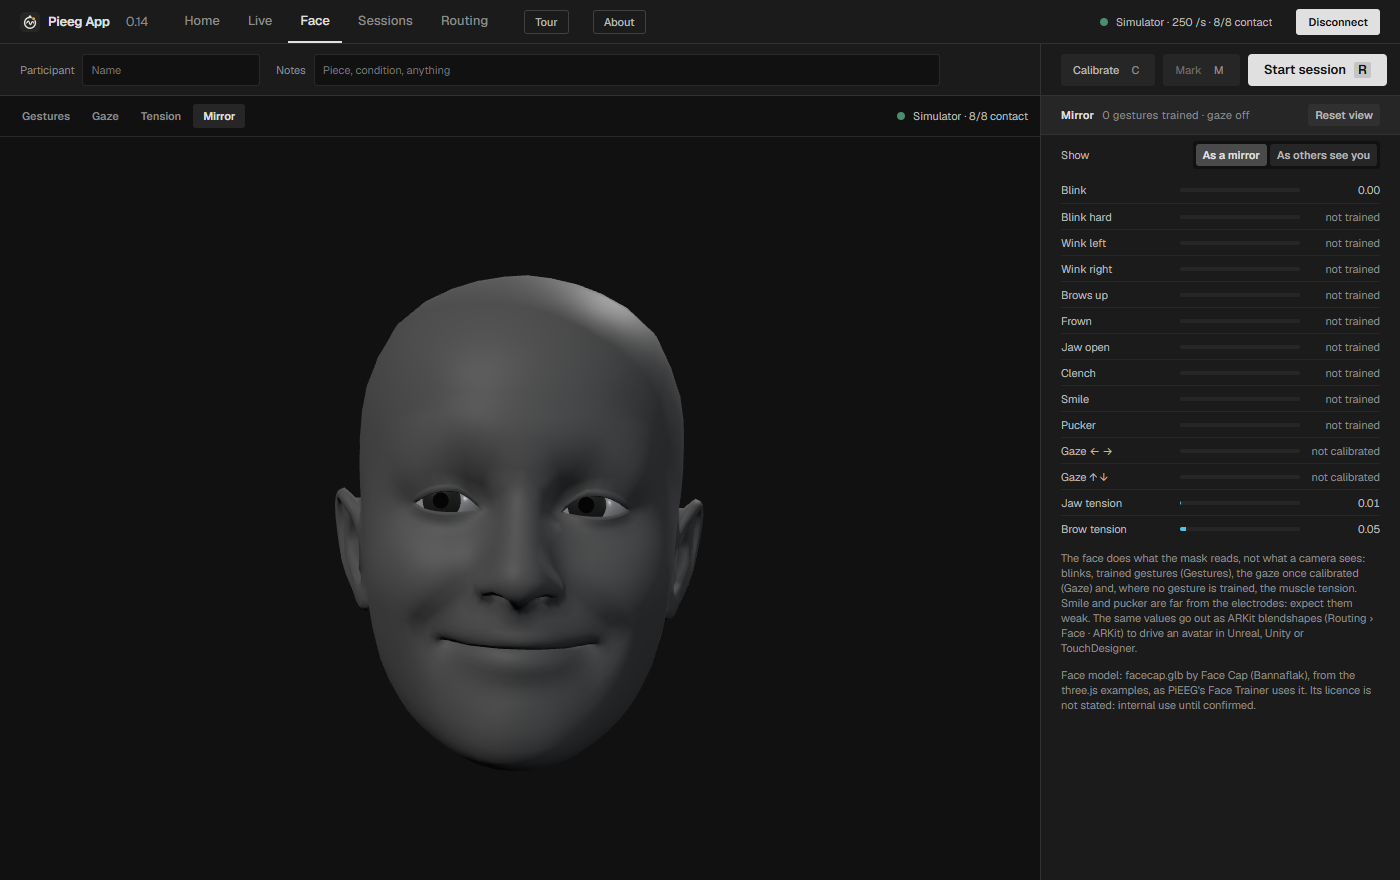 Pieeg App 0.14 Home Live Face Sessions Routing Tour About Simulator · 250 /s · 8/8 contact Disconnect
Participant Name Notes Piece, condition, anything Calibrate C Mark M Start session R
Gestures Gaze Tension Mirror Simulator · 8/8 contact
Mirror 0 gestures trained · gaze off Reset view
Show As a mirror As others see you
Blink 0.00
Blink hard not trained
Wink left not trained
Wink right not trained
Brows up not trained
Frown not trained
Jaw open not trained
Clench not trained
Smile not trained
Pucker not trained
Gaze ← → not calibrated
Gaze ↑↓ not calibrated
Jaw tension 0.01
Brow tension 0.05
The face does what the mask reads, not what a camera sees:
blinks, trained gestures (Gestures), the gaze once calibrated
(Gaze) and, where no gesture is trained, the muscle tension.
Smile and pucker are far from the electrodes: expect them
weak. The same values go out as ARKit blendshapes (Routing ›
Face · ARKit) to drive an avatar in Unreal, Unity or
TouchDesigner.
Face model: facecap.glb by Face Cap (Bannaflak), from the
three.js examples, as PiEEG's Face Trainer uses it. Its licence is
not stated: internal use until confirmed.